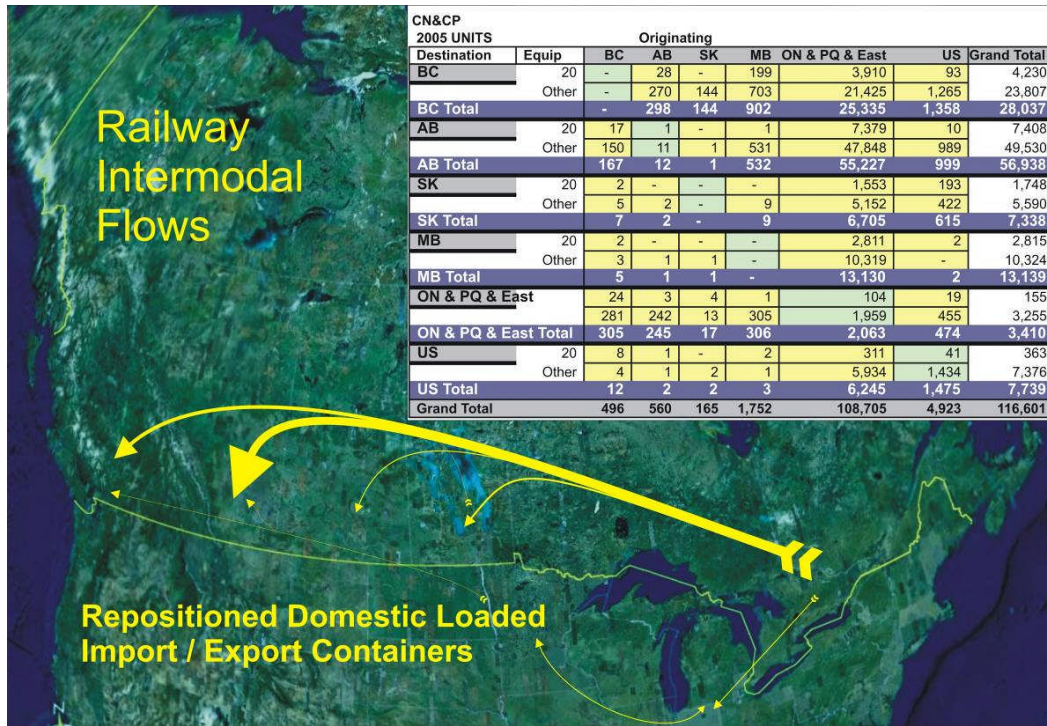 CN&CP
2005 UNITS Originating
Destination Equip BC AB SK MB ON & PQ & East US Grand Total
BC 20 - 28 - 199 3,910 93 4,230
Other - 270 144 703 21,425 1,265 23,807
BC Total - 298 144 902 25,335 1,358 28,037
AB 20 17 1 - 1 7,379 10 7,408
Other 150 11 1 531 47,848 989 49,530
AB Total 167 12 1 532 55,227 999 56,938
SK 20 2 - - - 1,553 193 1,748
Other 5 2 - 9 5,152 422 5,590
SK Total 7 2 - 9 6,705 615 7,338
MB 20 2 - - - 2,811 2 2,815
Other 3 1 1 - 10,319 - 10,324
MB Total 5 1 1 - 13,130 2 13,139
ON & PQ & East 24 3 4 1 104 19 155
281 242 13 305 1,959 455 3,255
ON & PQ & East Total 305 245 17 306 2,063 474 3,410
US 20 8 1 - 2 311 41 363
Other 4 1 2 1 5,934 1,434 7,376
US Total 12 2 2 3 6,245 1,475 7,739
Grand Total 496 560 165 1,752 108,705 4,923 116,601
Railway
Intermodal
Flows
Repositioned Domestic Loaded
Import / Export Containers
N